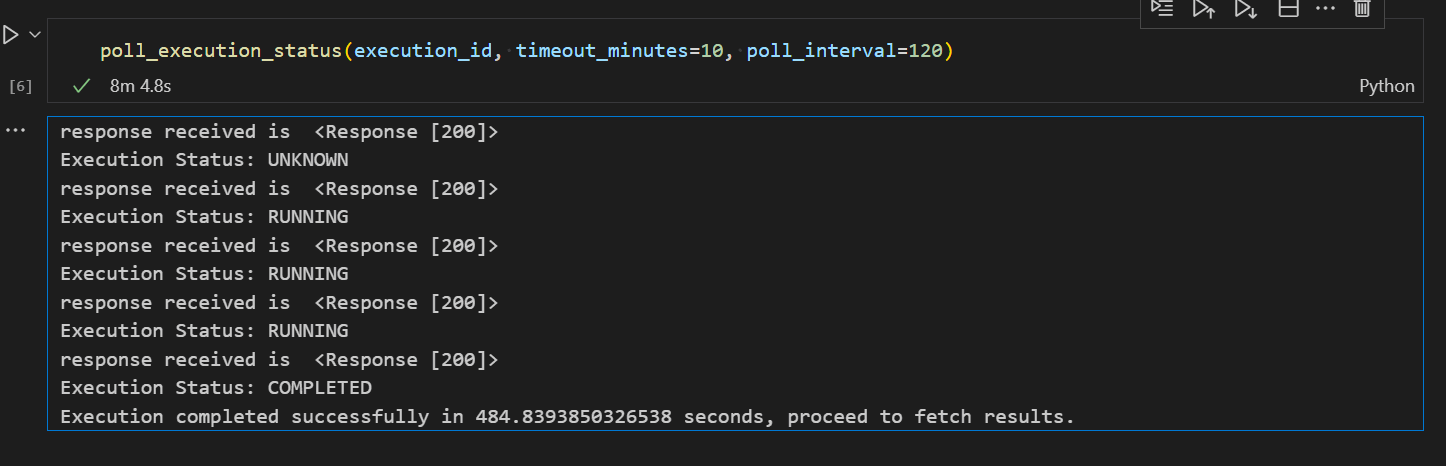 poll_execution_status(execution_id, timeout_minutes=10, poll_interval=120)
[6]
8m 4.8s
Python
response received is  <Response [200]>
Execution Status: UNKNOWN
response received is  <Response [200]>
Execution Status: RUNNING
response received is  <Response [200]>
Execution Status: RUNNING
response received is  <Response [200]>
Execution Status: RUNNING
response received is  <Response [200]>
Execution Status: COMPLETED
Execution completed successfully in 484.8393850326538 seconds, proceed to fetch results.